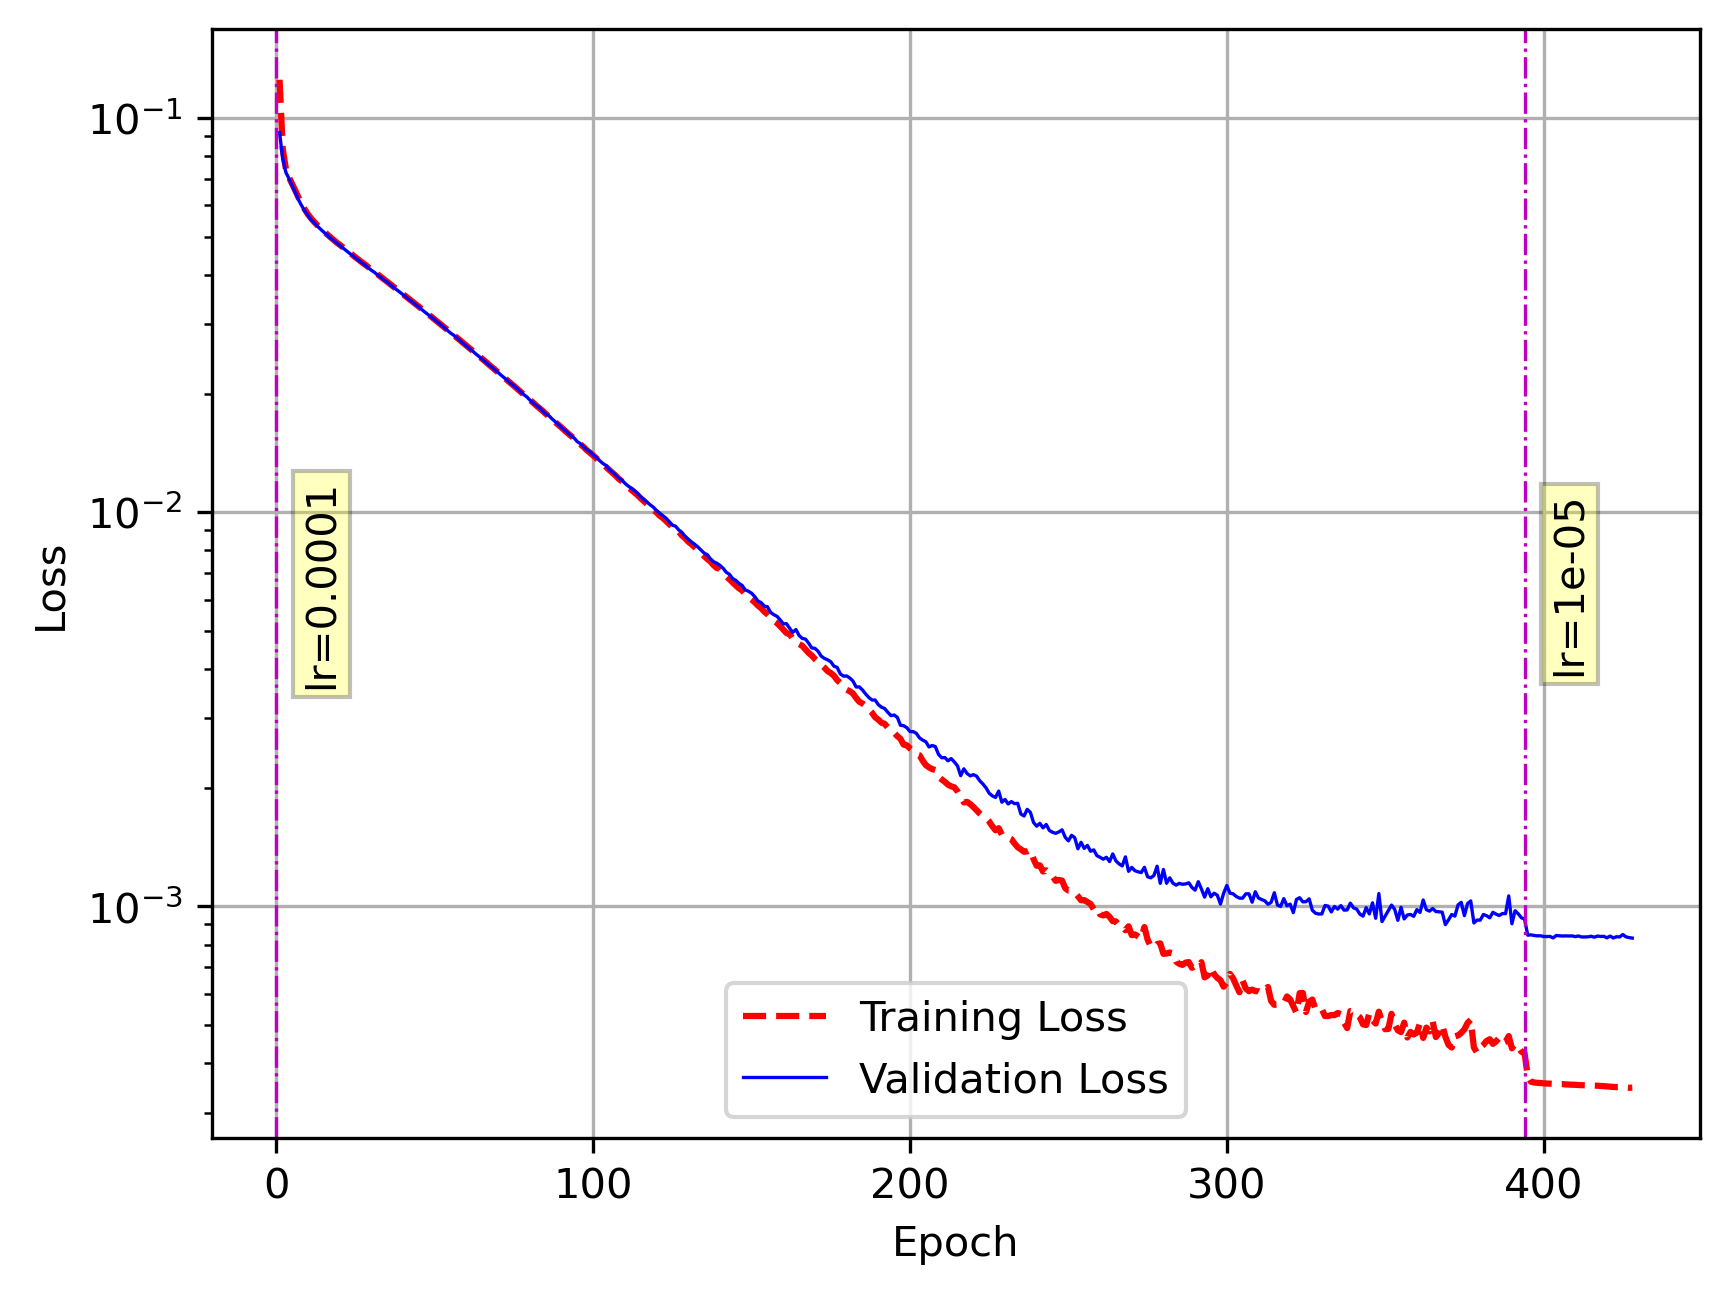 10⁻¹
10⁻²
10⁻³
Loss
lr=0.0001
lr=1e-05
Training Loss
Validation Loss
0 100 200 300 400
Epoch